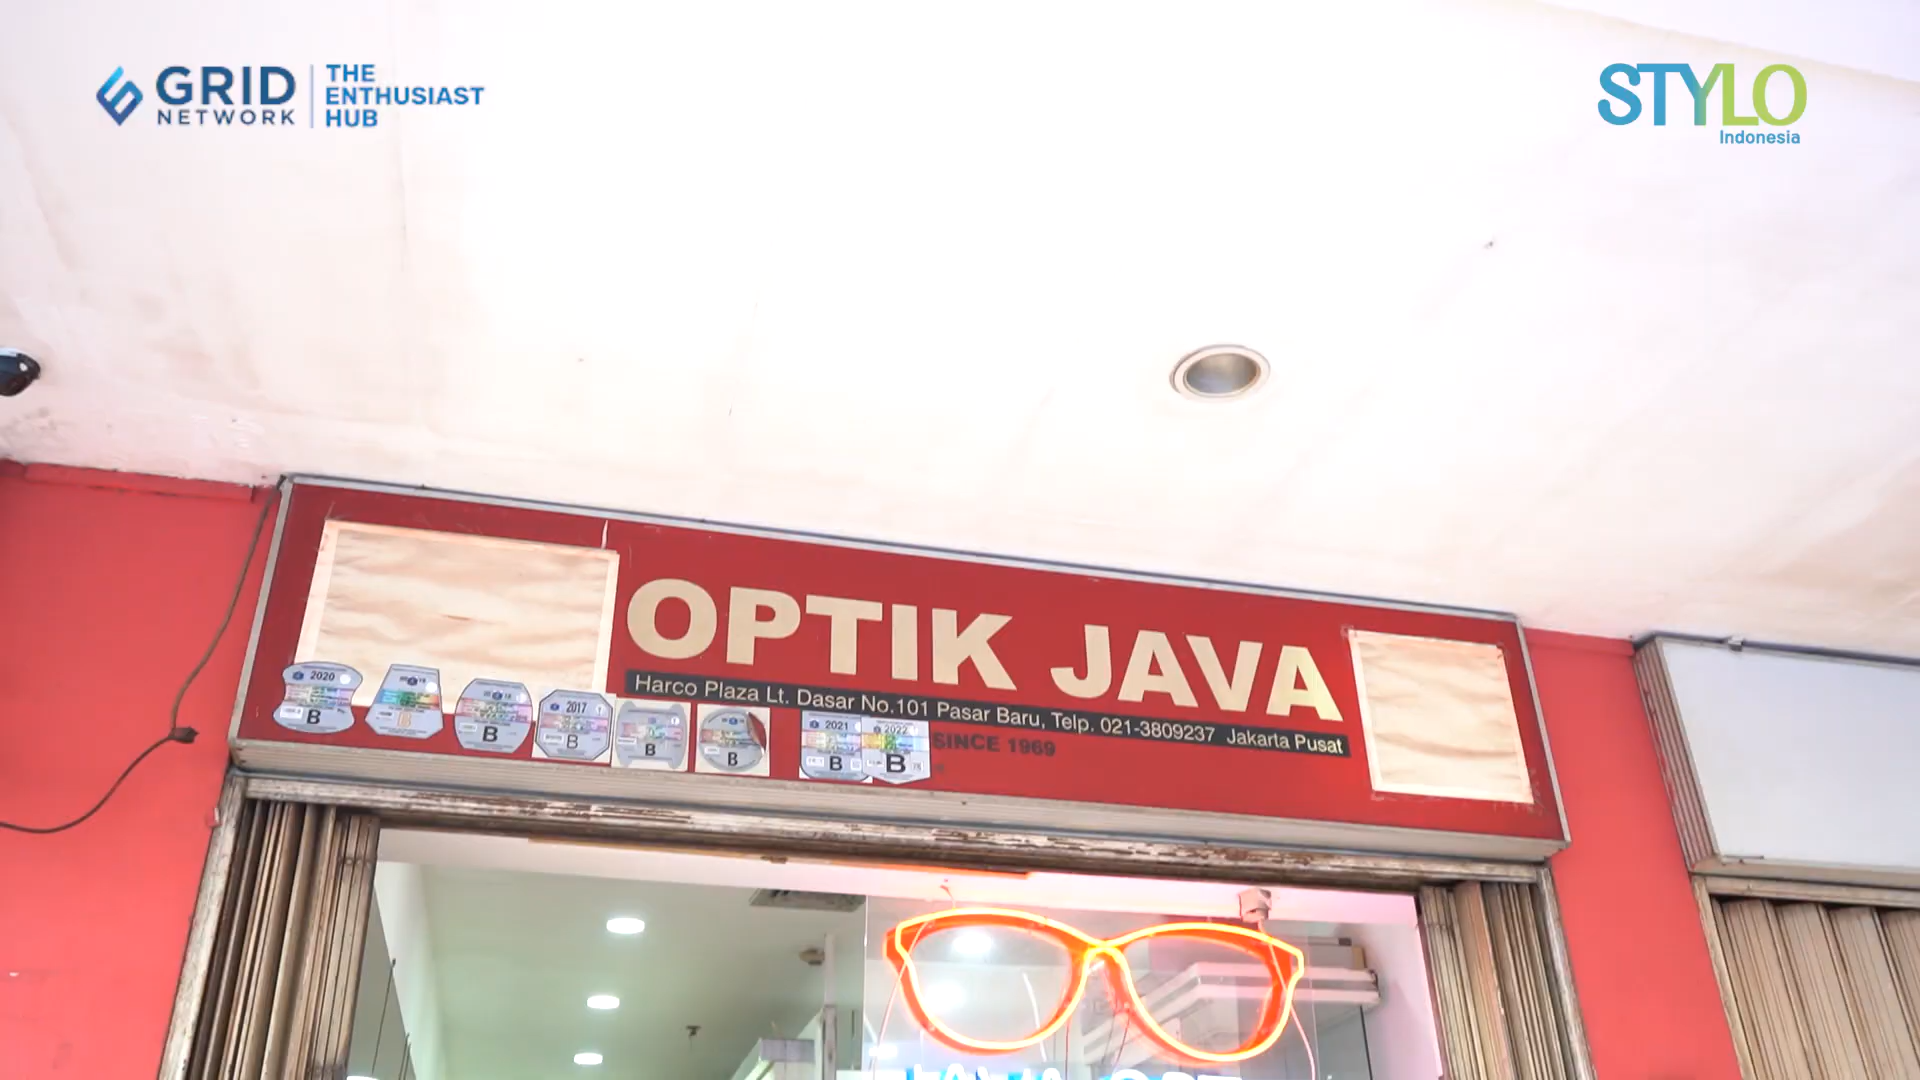 GRID
NETWORK
THE
ENTHUSIAST
HUB
STYLO
Indonesia
OPTIK JAVA
Harco Plaza Lt. Dasar No.101 Pasar Baru, Telp. 021-3809237 Jakarta Pusat
SINCE 1969
2020
B
B
B
2017
B
B
B
2021
B
2022
B